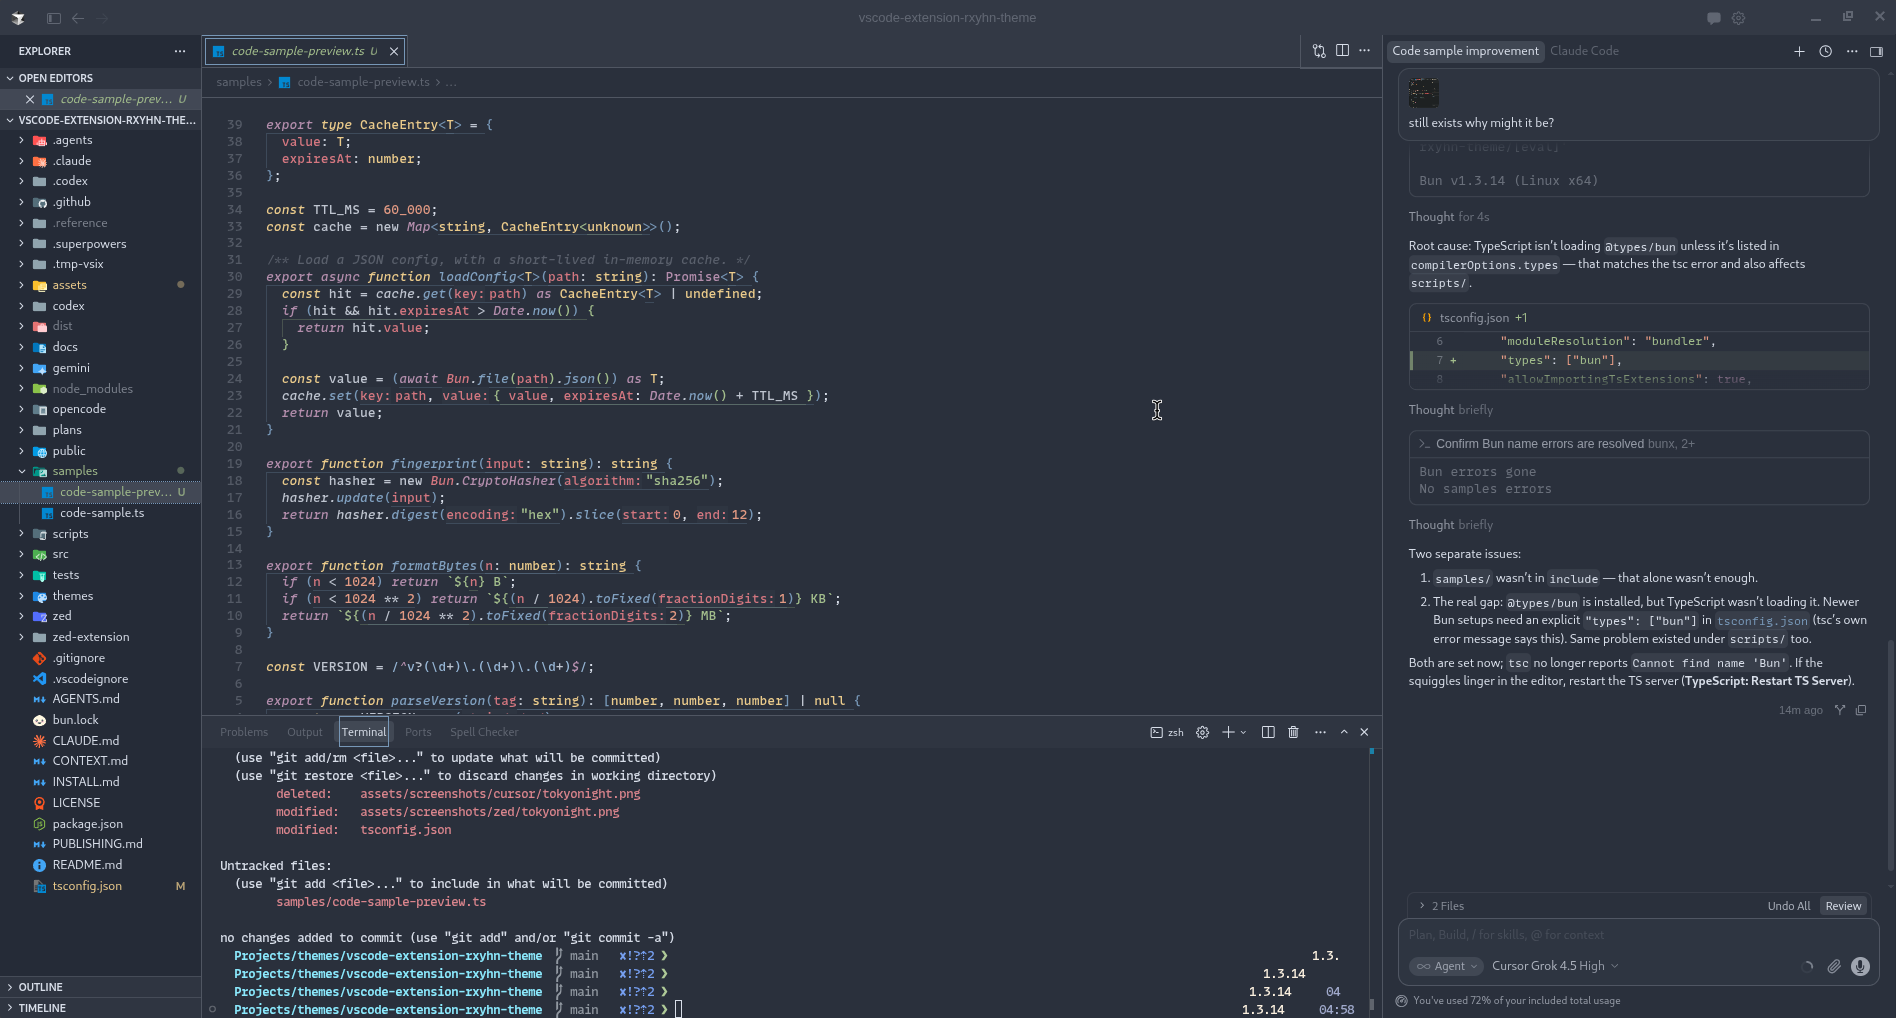 vscode-extension-rxyhn-theme
EXPLORER
OPEN EDITORS
code-sample-prev... U
VSCODE-EXTENSION-RXYHN-THE...
.agents
.claude
.codex
.github
.reference
.superpowers
.tmp-vsix
assets
codex
dist
docs
gemini
node_modules
opencode
plans
public
samples
code-sample-prev... U
code-sample.ts
scripts
src
tests
themes
zed
zed-extension
.gitignore
.vscodeignore
AGENTS.md
bun.lock
CLAUDE.md
CONTEXT.md
INSTALL.md
LICENSE
package.json
PUBLISHING.md
README.md
tsconfig.json M
OUTLINE
TIMELINE
code-sample-preview.ts U
samples > code-sample-preview.ts > ...
39 export type CacheEntry<T> = {
38 value: T;
37 expiresAt: number;
36 };
35
34 const TTL_MS = 60_000;
33 const cache = new Map<string, CacheEntry<unknown>>();
32
31 /** Load a JSON config, with a short-lived in-memory cache. */
30 export async function loadConfig<T>(path: string): Promise<T> {
29 const hit = cache.get(key: path) as CacheEntry<T> | undefined;
28 if (hit && hit.expiresAt > Date.now()) {
27 return hit.value;
26 }
25
24 const value = (await Bun.file(path).json()) as T;
23 cache.set(key: path, value: { value, expiresAt: Date.now() + TTL_MS });
22 return value;
21 }
20
19 export function fingerprint(input: string): string {
18 const hasher = new Bun.CryptoHasher(algorithm: "sha256");
17 hasher.update(input);
16 return hasher.digest(encoding: "hex").slice(start: 0, end: 12);
15 }
14
13 export function formatBytes(n: number): string {
12 if (n < 1024) return `${n} B`;
11 if (n < 1024 ** 2) return `${(n / 1024).toFixed(fractionDigits: 1)} KB`;
10 return `${(n / 1024 ** 2).toFixed(fractionDigits: 2)} MB`;
9 }
8
7 const VERSION = /^v?(\d+)\.(\d+)\.(\d+)$/;
6
5 export function parseVersion(tag: string): [number, number, number] | null {
Problems Output Terminal Ports Spell Checker zsh
(use "git add/rm <file>..." to update what will be committed)
(use "git restore <file>..." to discard changes in working directory)
deleted: assets/screenshots/cursor/tokyonight.png
modified: assets/screenshots/zed/tokyonight.png
modified: tsconfig.json
Untracked files:
(use "git add <file>..." to include in what will be committed)
samples/code-sample-preview.ts
no changes added to commit (use "git add" and/or "git commit -a")
Projects/themes/vscode-extension-rxyhn-theme main x!?⇡2 ❯ 1.3.
Projects/themes/vscode-extension-rxyhn-theme main x!?⇡2 ❯ 1.3.14
Projects/themes/vscode-extension-rxyhn-theme main x!?⇡2 ❯ 1.3.14 04
Projects/themes/vscode-extension-rxyhn-theme main x!?⇡2 ❯ 1.3.14 04:58
Code sample improvement Claude Code
still exists why might it be?
rxyhn-theme/[eval]
Bun v1.3.14 (Linux x64)
Thought for 4s
Root cause: TypeScript isn't loading @types/bun unless it's listed in
compilerOptions.types — that matches the tsc error and also affects
scripts/.
tsconfig.json +1
6 "moduleResolution": "bundler",
7 + "types": ["bun"],
8 "allowImportingTsExtensions": true,
Thought briefly
Confirm Bun name errors are resolved bunx, 2+
Bun errors gone
No samples errors
Thought briefly
Two separate issues:
1. samples/ wasn't in include — that alone wasn't enough.
2. The real gap: @types/bun is installed, but TypeScript wasn't loading it. Newer
Bun setups need an explicit "types": ["bun"] in tsconfig.json (tsc's own
error message says this). Same problem existed under scripts/ too.
Both are set now; tsc no longer reports Cannot find name 'Bun'. If the
squiggles linger in the editor, restart the TS server (TypeScript: Restart TS Server).
14m ago
2 Files Undo All Review
Plan, Build, / for skills, @ for context
Agent Cursor Grok 4.5 High
You've used 72% of your included total usage